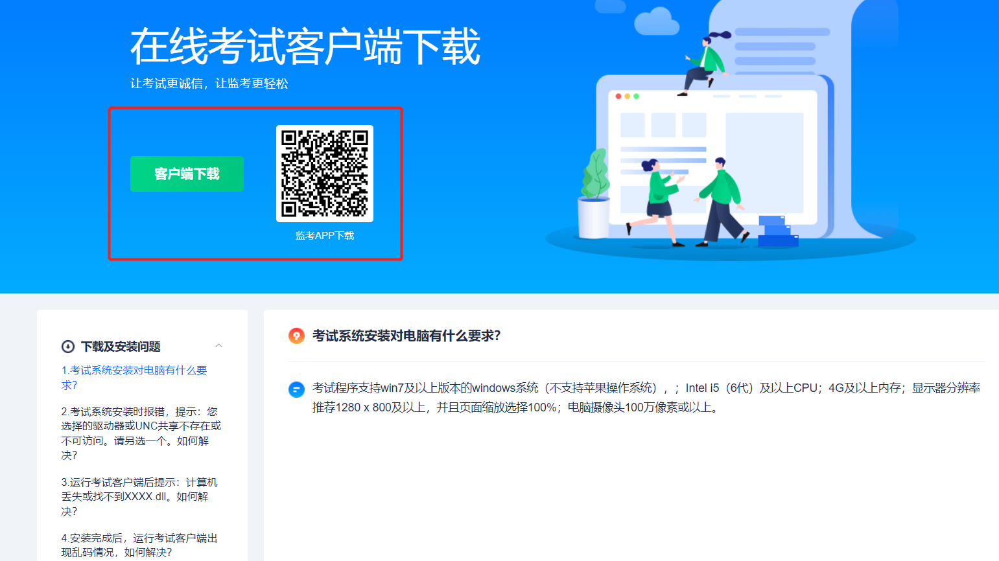 在线考试客户端下载
让考试更诚信，让监考更轻松
客户端下载
监考APP下载
下载及安装问题
1.考试系统安装对电脑有什么要
求？
2.考试系统安装时报错，提示：您
选择的驱动器或UNC共享不存在或
不可访问。请另选一个。如何解
决？
3.运行考试客户端后提示：计算机
丢失或找不到XXXX.dll。如何解
决？
4.安装完成后，运行考试客户端出
现乱码情况，如何解决？
考试系统安装对电脑有什么要求？
考试程序支持win7及以上版本的windows系统（不支持苹果操作系统），；Intel i5（6代）及以上CPU；4G及以上内存；显示器分辨率
推荐1280 x 800及以上，并且页面缩放选择100%；电脑摄像头100万像素或以上。